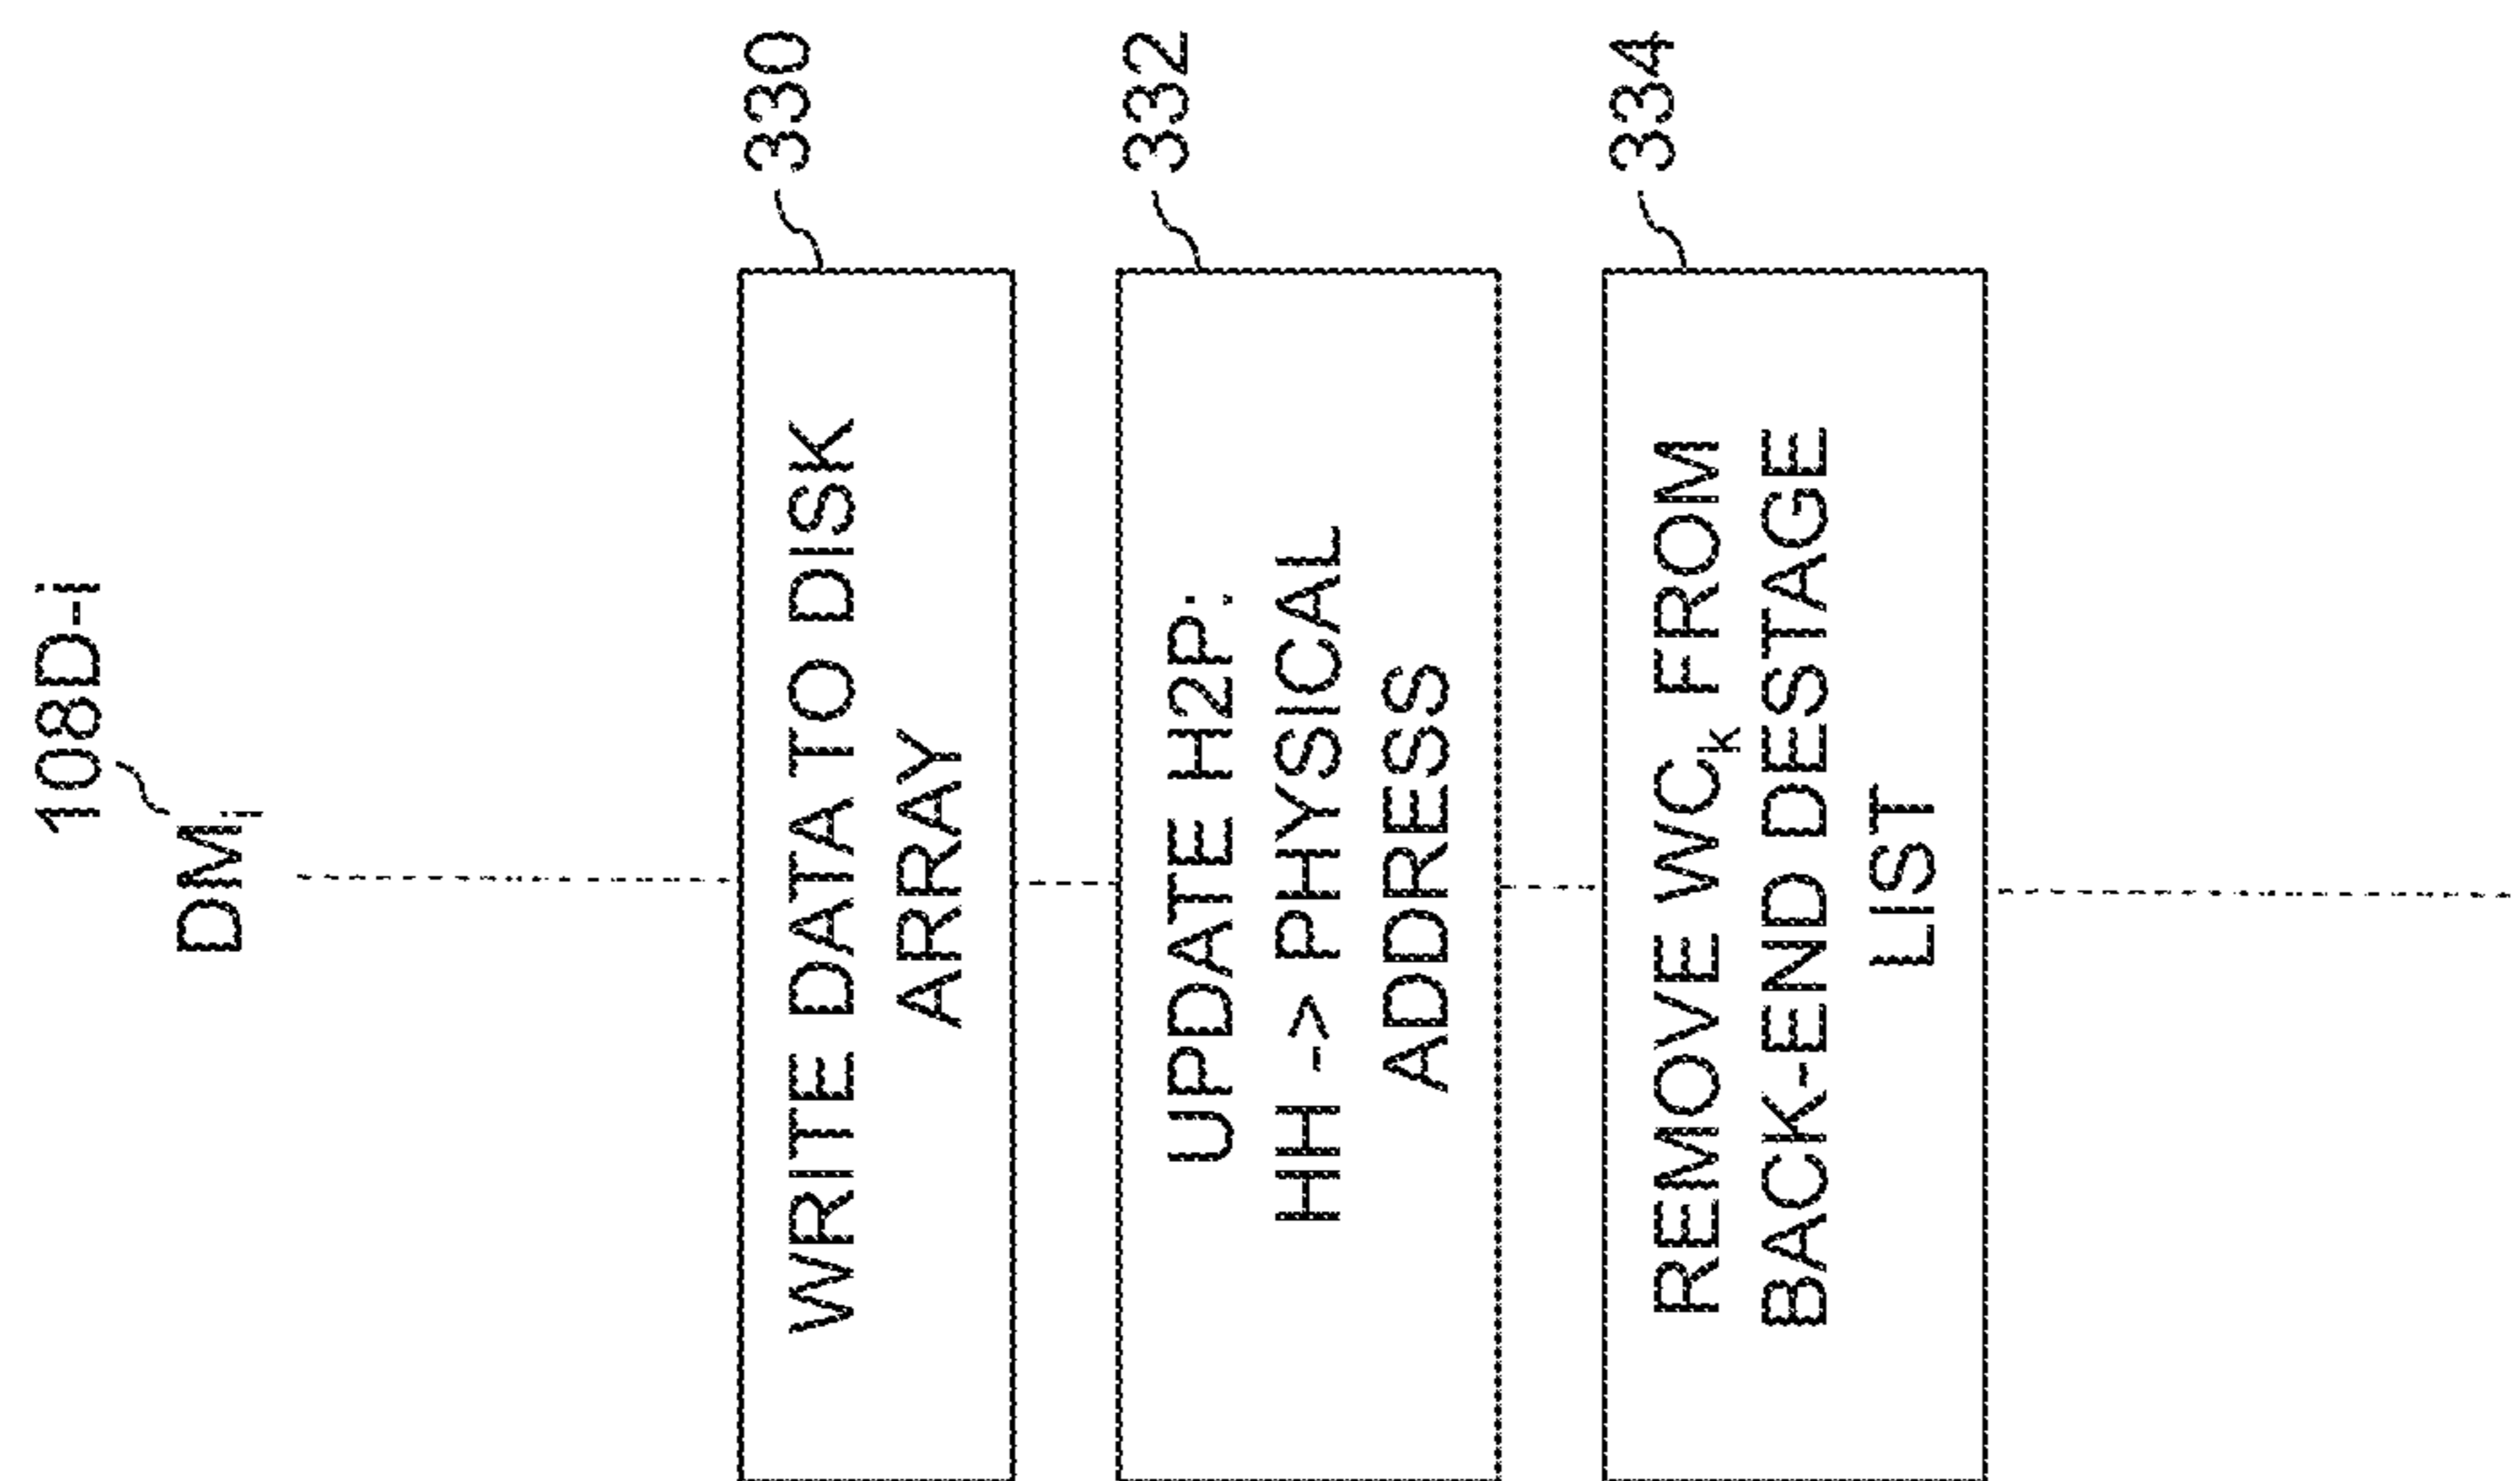 108D-i
DMi
330
WRITE DATA TO DISK
ARRAY
332
UPDATE H2P:
HH -> PHYSICAL
ADDRESS
334
REMOVE WCk FROM
BACK-END DESTAGE
LIST